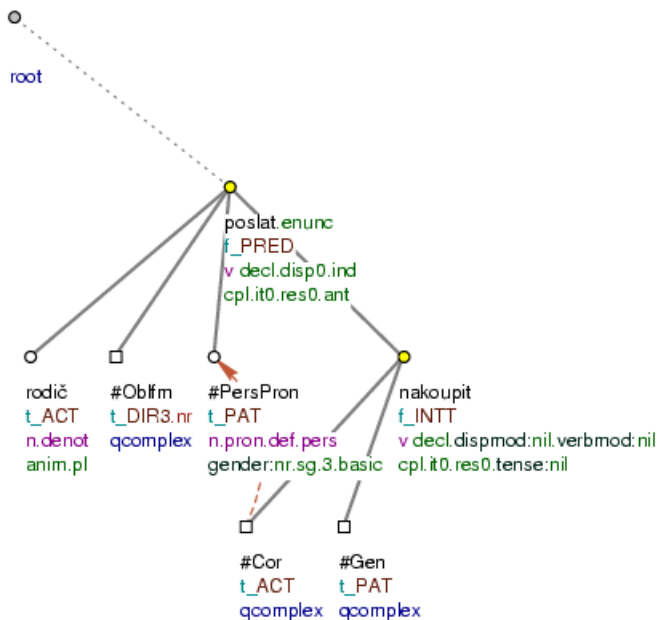 root
poslat.enunc
f_PRED
v decl.disp0.ind
cpl.it0.res0.ant
rodič #Oblfm #PersPron nakoupit
t_ACT t_DIR3.nr t_PAT f_INTT
n.denot qcomplex n.pron.def.pers v decl.dispmod:nil.verbmod:nil
anim.pl gender:nr.sg.3.basic cpl.it0.res0.tense:nil
#Cor #Gen
t_ACT t_PAT
qcomplex qcomplex